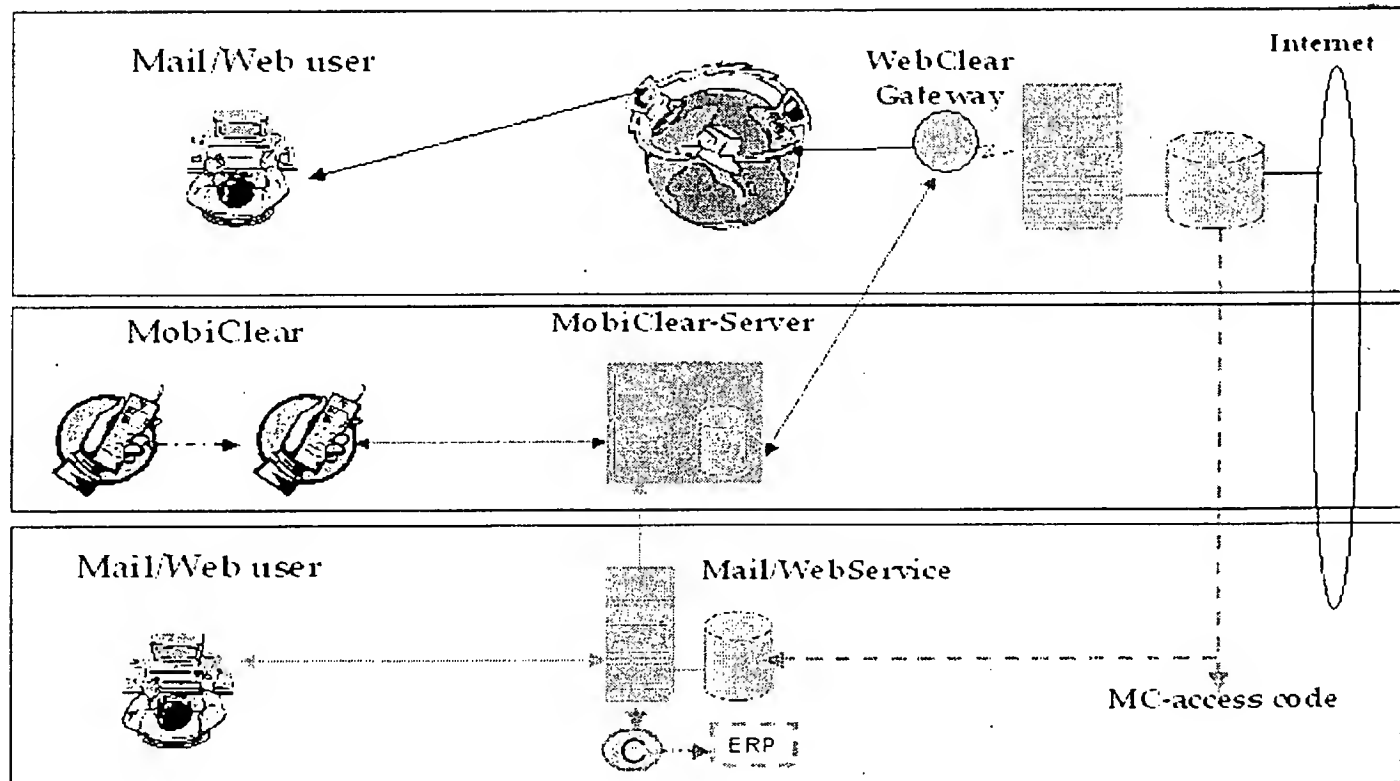 Mail/Web user
WebClear
Gateway
Internet
MobiClear
MobiClear-Server
Mail/Web user
Mail/WebService
MC-access code
C
ERP